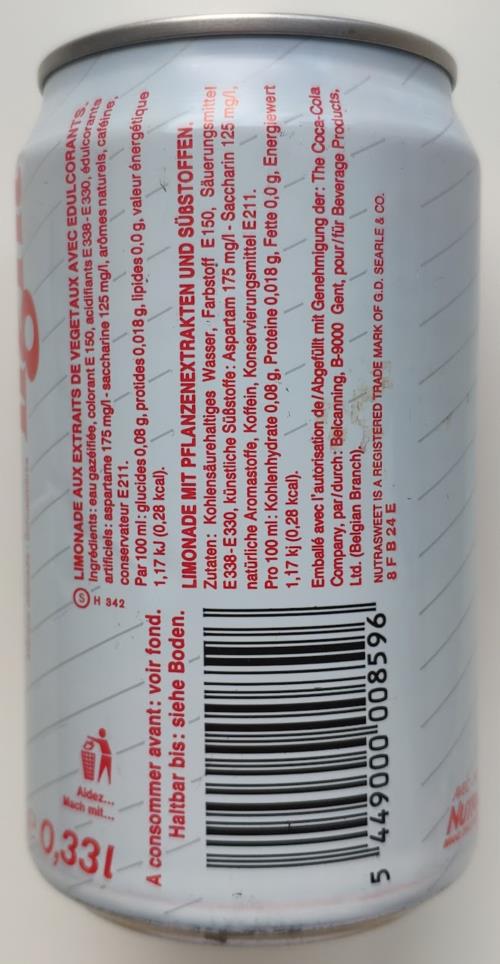 LIMONADE AUX EXTRAITS DE VEGETAUX AVEC EDULCORANTS.
Ingrédients: eau gazéifiée, colorant E 150, acidifiants E 338-E 330, édulcorants
artificiels: aspartame 175 mg/l - saccharine 125 mg/l, arômes naturels, caféine,
conservateur E 211.
Par 100 ml: glucides 0,08 g, protides 0,018 g, lipides 0,0 g, valeur énergétique
1,17 kJ (0,28 kcal).
LIMONADE MIT PFLANZENEXTRAKTEN UND SÜßSTOFFEN.
Zutaten: Kohlensäurehaltiges Wasser, Farbstoff E 150, Säuerungsmittel
E 338-E 330, künstliche Süßstoffe: Aspartam 175 mg/l - Saccharin 125 mg/l,
natürliche Aromastoffe, Koffein, Konservierungsmittel E 211.
Pro 100 ml: Kohlenhydrate 0,08 g, Proteine 0,018 g, Fette 0,0 g, Energiewert
1,17 kj (0,28 kcal).
Emballé avec l'autorisation de/Abgefüllt mit Genehmigung der: The Coca-Cola
Company, par/durch: Belcanning, B-9000 Gent, pour/für Beverage Products,
Ltd. (Belgian Branch).
NUTRASWEET IS A REGISTERED TRADE MARK OF G.D. SEARLE & CO.
8 F B 24 E
S H 342
A consommer avant: voir fond.
Haltbar bis: siehe Boden.
5 449000 008596
Aidez...
Mach mit...
e 0,33 l